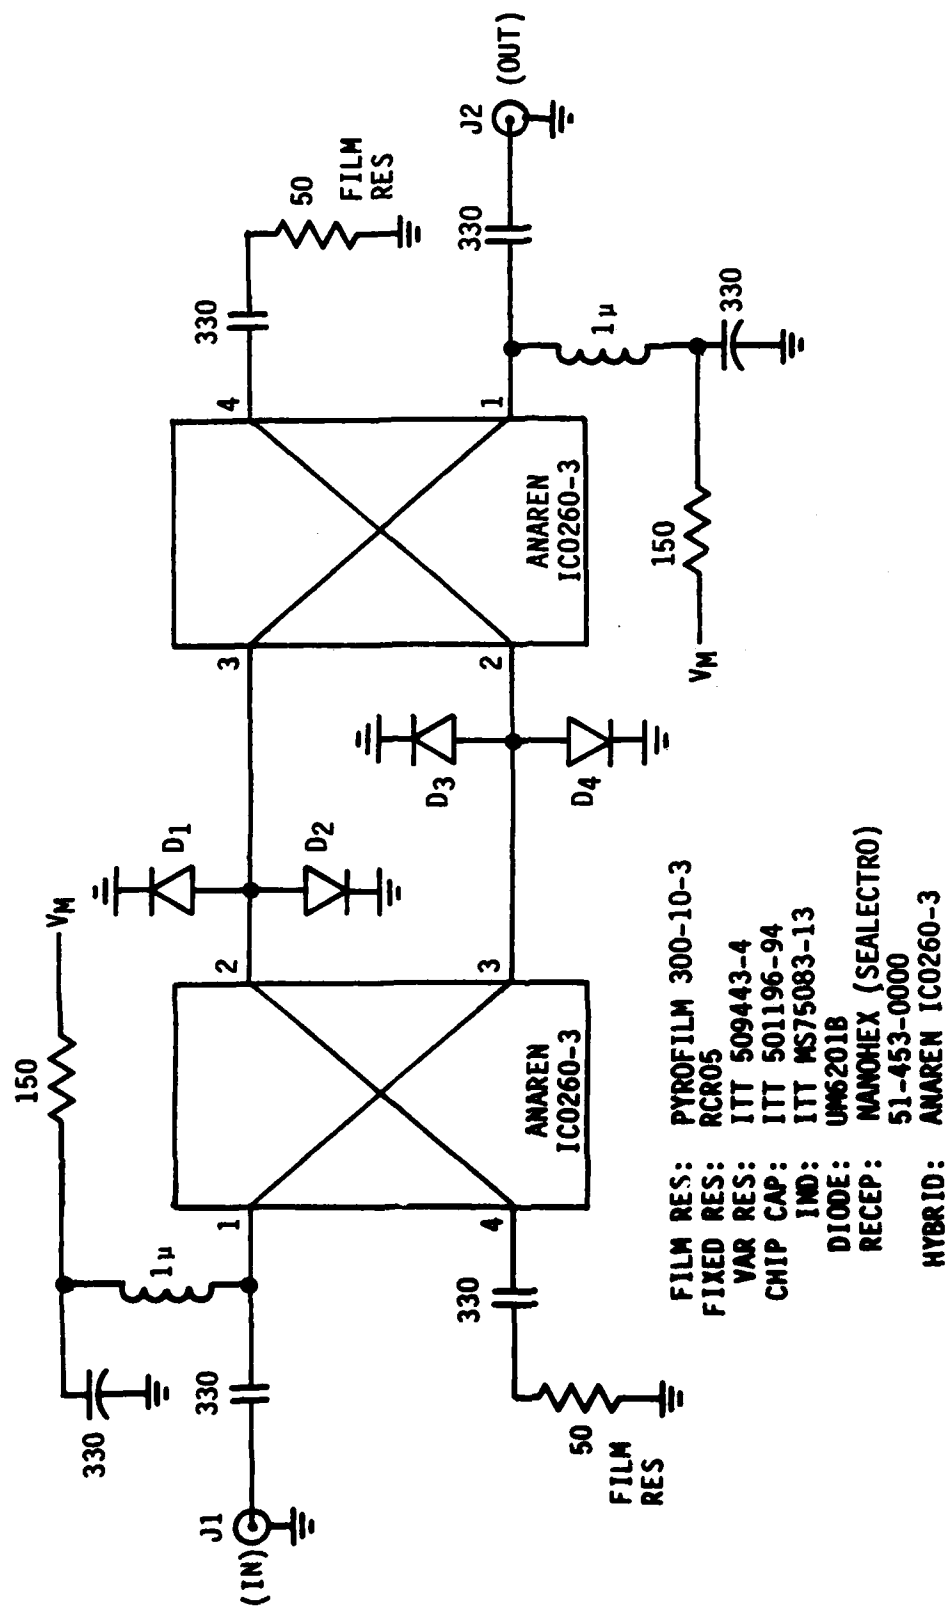 150
VM
330
1μ
D1
J1
(IN)
330
1
2
D2
3
4
330
50
FILM
RES
330
4
3
D3
J2
(OUT)
330
50
FILM
RES
ANAREN
IC0260-3
ANAREN
IC0260-3
2
1
D4
1μ
150
VM
330
FILM RES: PYROFILM 300-10-3
FIXED RES: RCR05
VAR RES: ITT 509443-4
CHIP CAP: ITT 501196-94
IND: ITT MS75083-13
DIODE: UM6201B
RECEP: NANOHEX (SEALECTRO)
51-453-0000
HYBRID: ANAREN IC0260-3